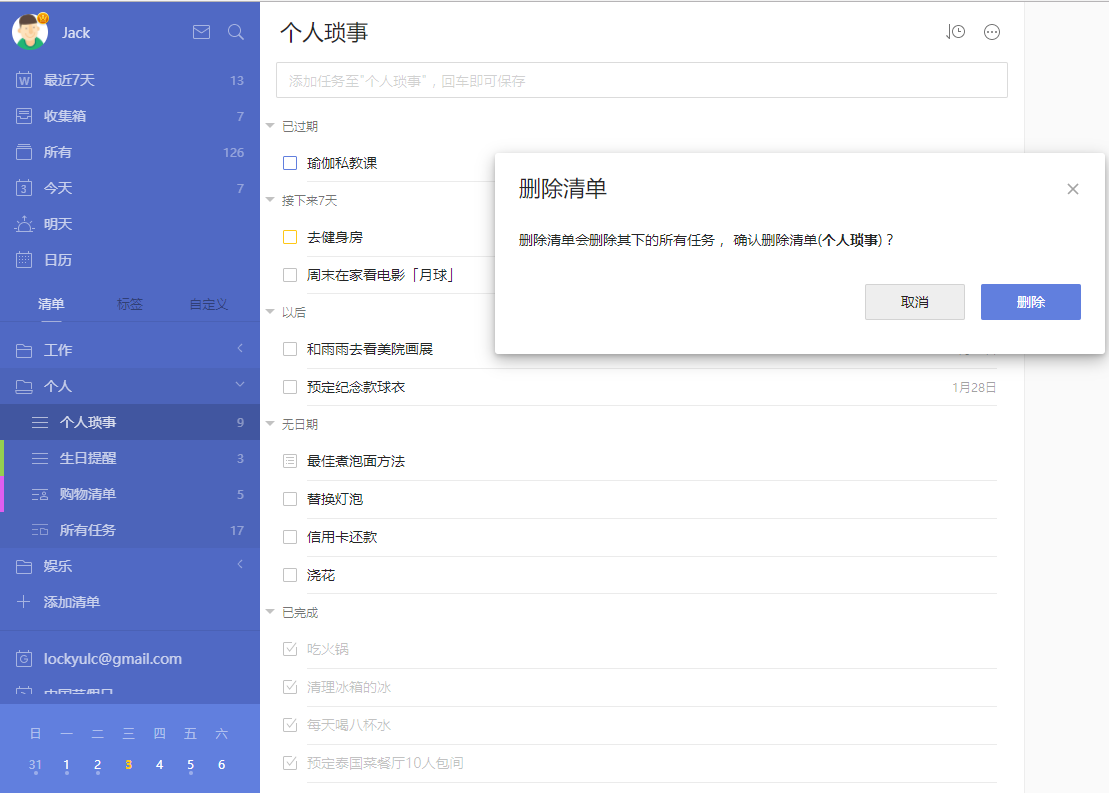 Jack
最近7天 13
收集箱 7
所有 126
今天 7
明天
日历
清单 标签 自定义
工作
个人
个人琐事 9
生日提醒 3
购物清单 5
所有任务 17
娱乐
添加清单
lockyulc@gmail.com
日 一 二 三 四 五 六
31 1 2 3 4 5 6
个人琐事
添加任务至"个人琐事"，回车即可保存
已过期
瑜伽私教课
接下来7天
去健身房
周末在家看电影「月球」
以后
和雨雨去看美院画展
预定纪念款球衣 1月28日
无日期
最佳煮泡面方法
替换灯泡
信用卡还款
浇花
已完成
吃火锅
清理冰箱的冰
每天喝八杯水
预定泰国菜餐厅10人包间
删除清单
删除清单会删除其下的所有任务，确认删除清单(个人琐事)？
取消 删除